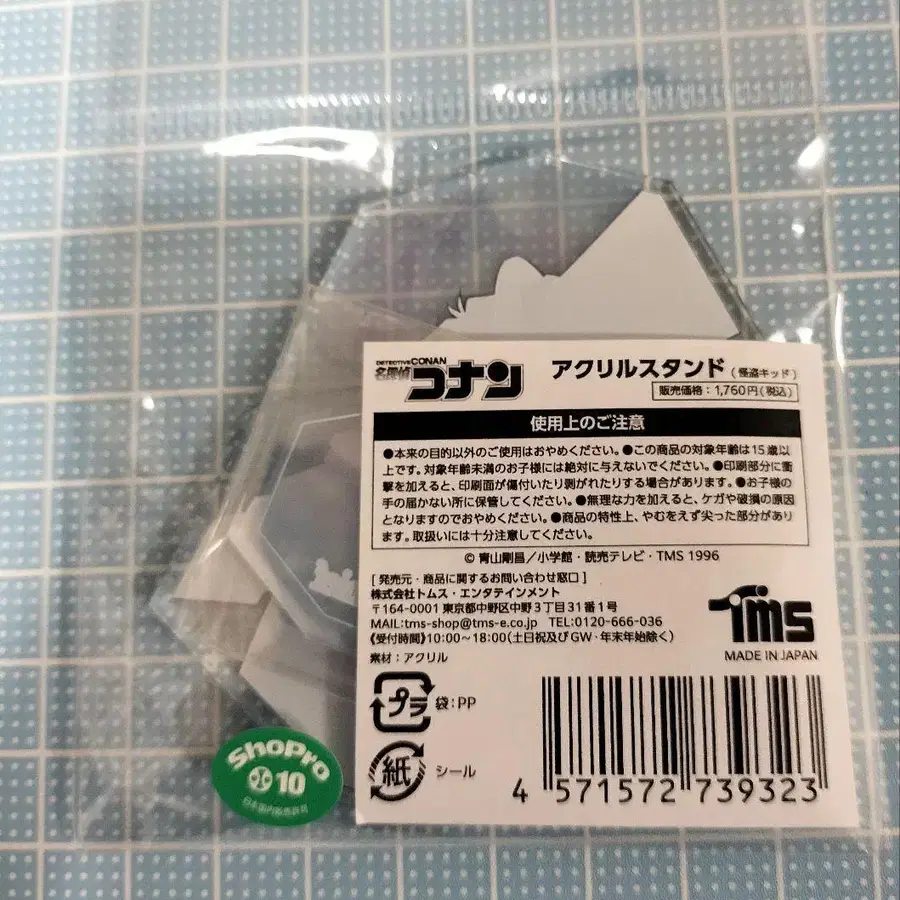 DETECTIVE CONAN
名探偵
コナン
アクリルスタンド (怪盗キッド)
販売価格：1,760円(税込)
使用上のご注意
●本来の目的以外のご使用はおやめください。●この商品の対象年齢は15歳以
上です。対象年齢未満のお子様には絶対に与えないでください。●印刷部分に衝
撃を加えると、印刷面が傷付いたり剥がれたりする場合があります。●お子様の
手の届かない所に保管してください。●無理な力を加えると、ケガや破損の原因
となりますのでおやめください。●商品の特性上、やむをえず尖った部分があり
ます。取扱いには十分注意してください。
© 青山剛昌／小学館・読売テレビ・TMS 1996
[ 発売元・商品に関するお問い合わせ窓口 ]
株式会社トムス・エンタテインメント
〒164-0001 東京都中野区中野3丁目31番1号
MAIL:tms-shop@tms-e.co.jp TEL:0120-666-036
《受付時間》10:00～18:00(土日祝及びGW・年末年始除く)
素材：アクリル
TMS
MADE IN JAPAN
プラ 袋：PP
紙 シール
4 571572 739323
ShoPro
10
日本国内販売許可